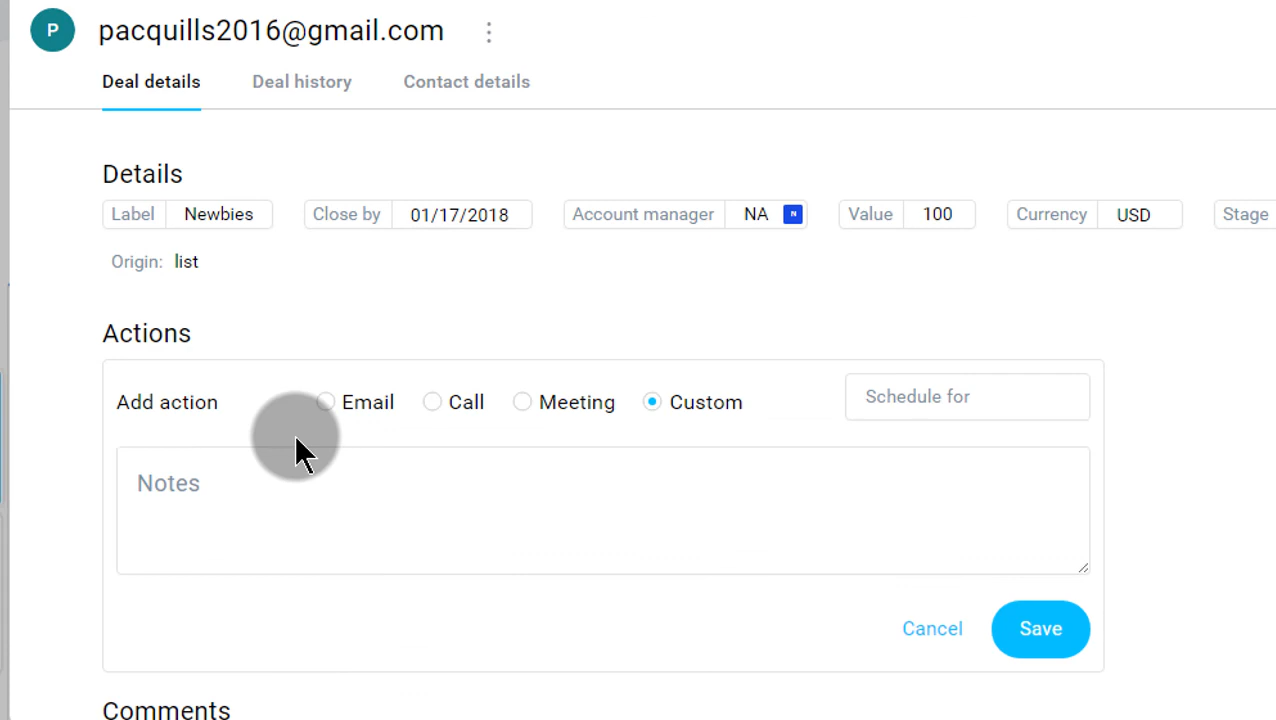 P pacquills2016@gmail.com
Deal details Deal history Contact details
Details
Label Newbies Close by 01/17/2018 Account manager NA N Value 100 Currency USD Stage
Origin: list
Actions
Add action Email Call Meeting Custom Schedule for
Notes
Cancel Save
Comments